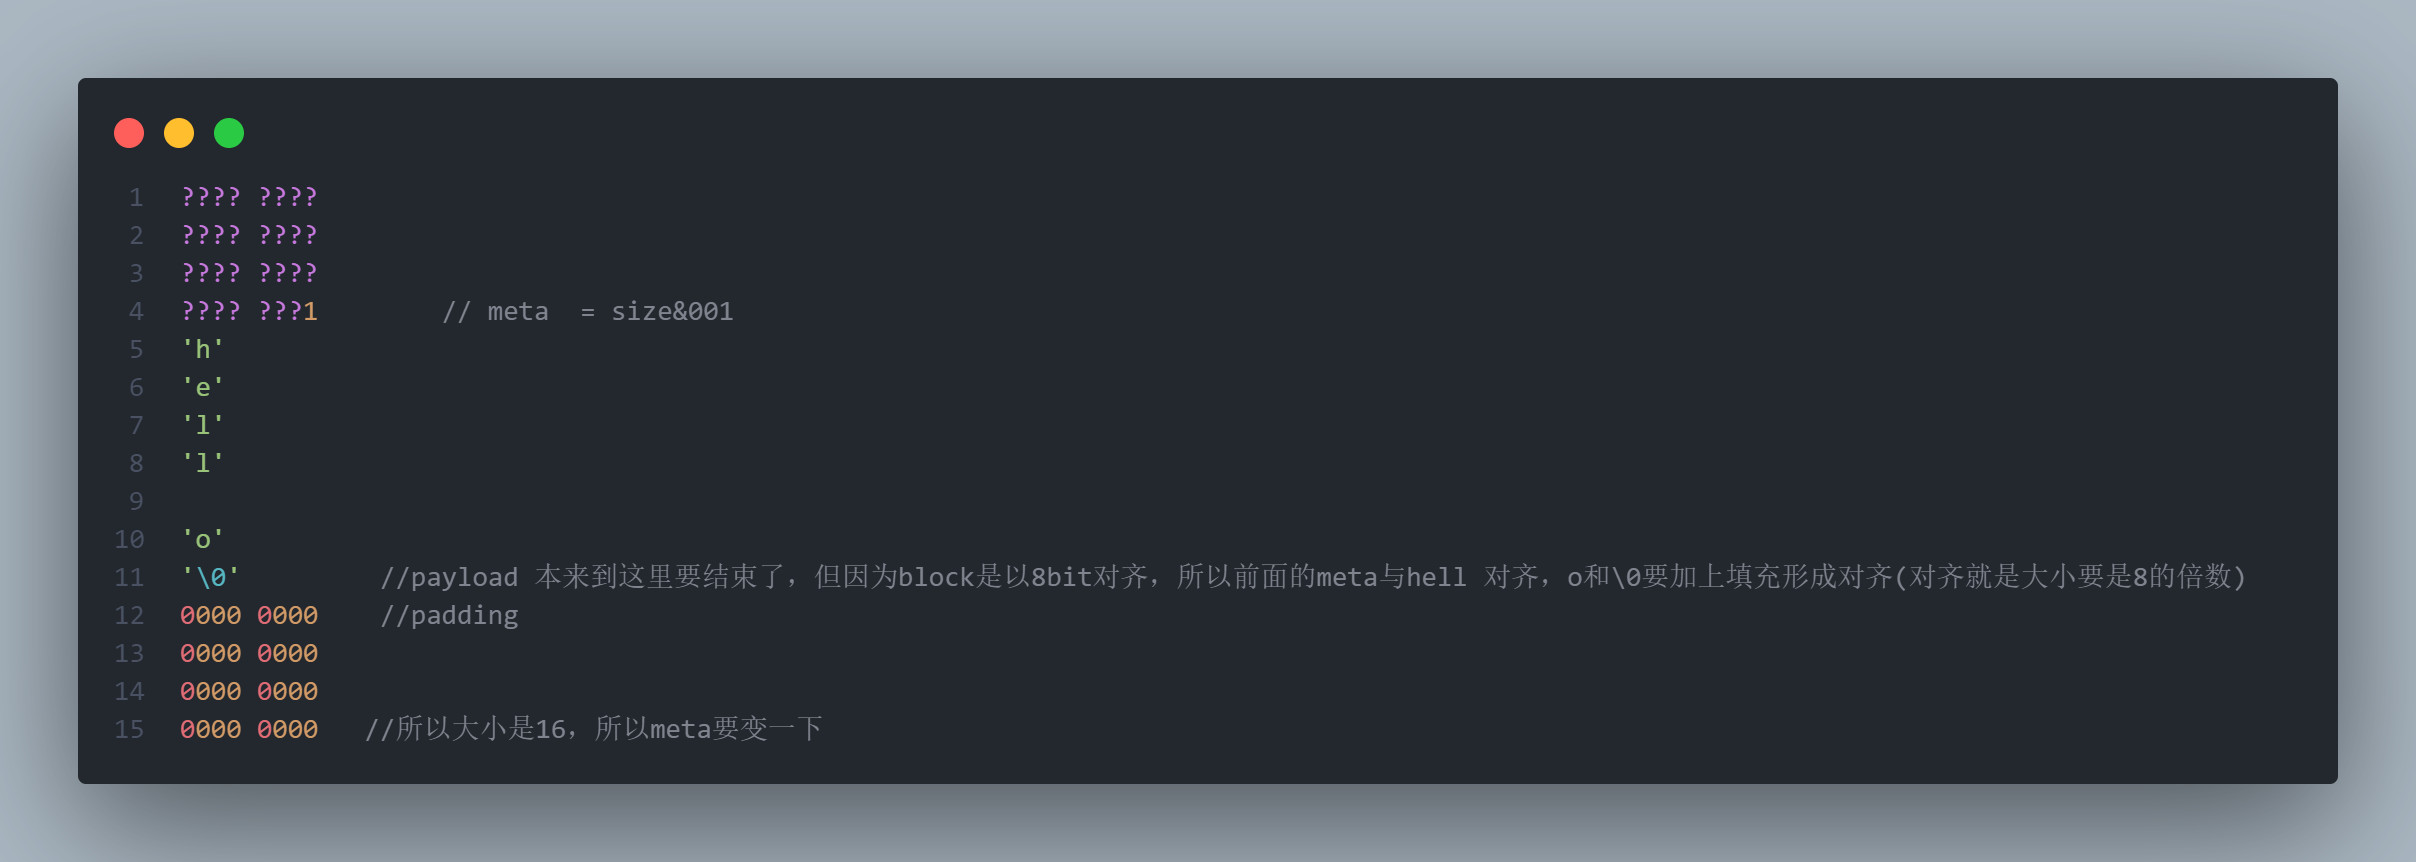 1 ???? ????
2 ???? ????
3 ???? ????
4 ???? ???1 // meta  = size&001
5 'h'
6 'e'
7 'l'
8 'l'
9
10 'o'
11 '\0' //payload 本来到这里要结束了，但因为block是以8bit对齐，所以前面的meta与hell 对齐，o和\0要加上填充形成对齐(对齐就是大小要是8的倍数)
12 0000 0000 //padding
13 0000 0000
14 0000 0000
15 0000 0000 //所以大小是16，所以meta要变一下